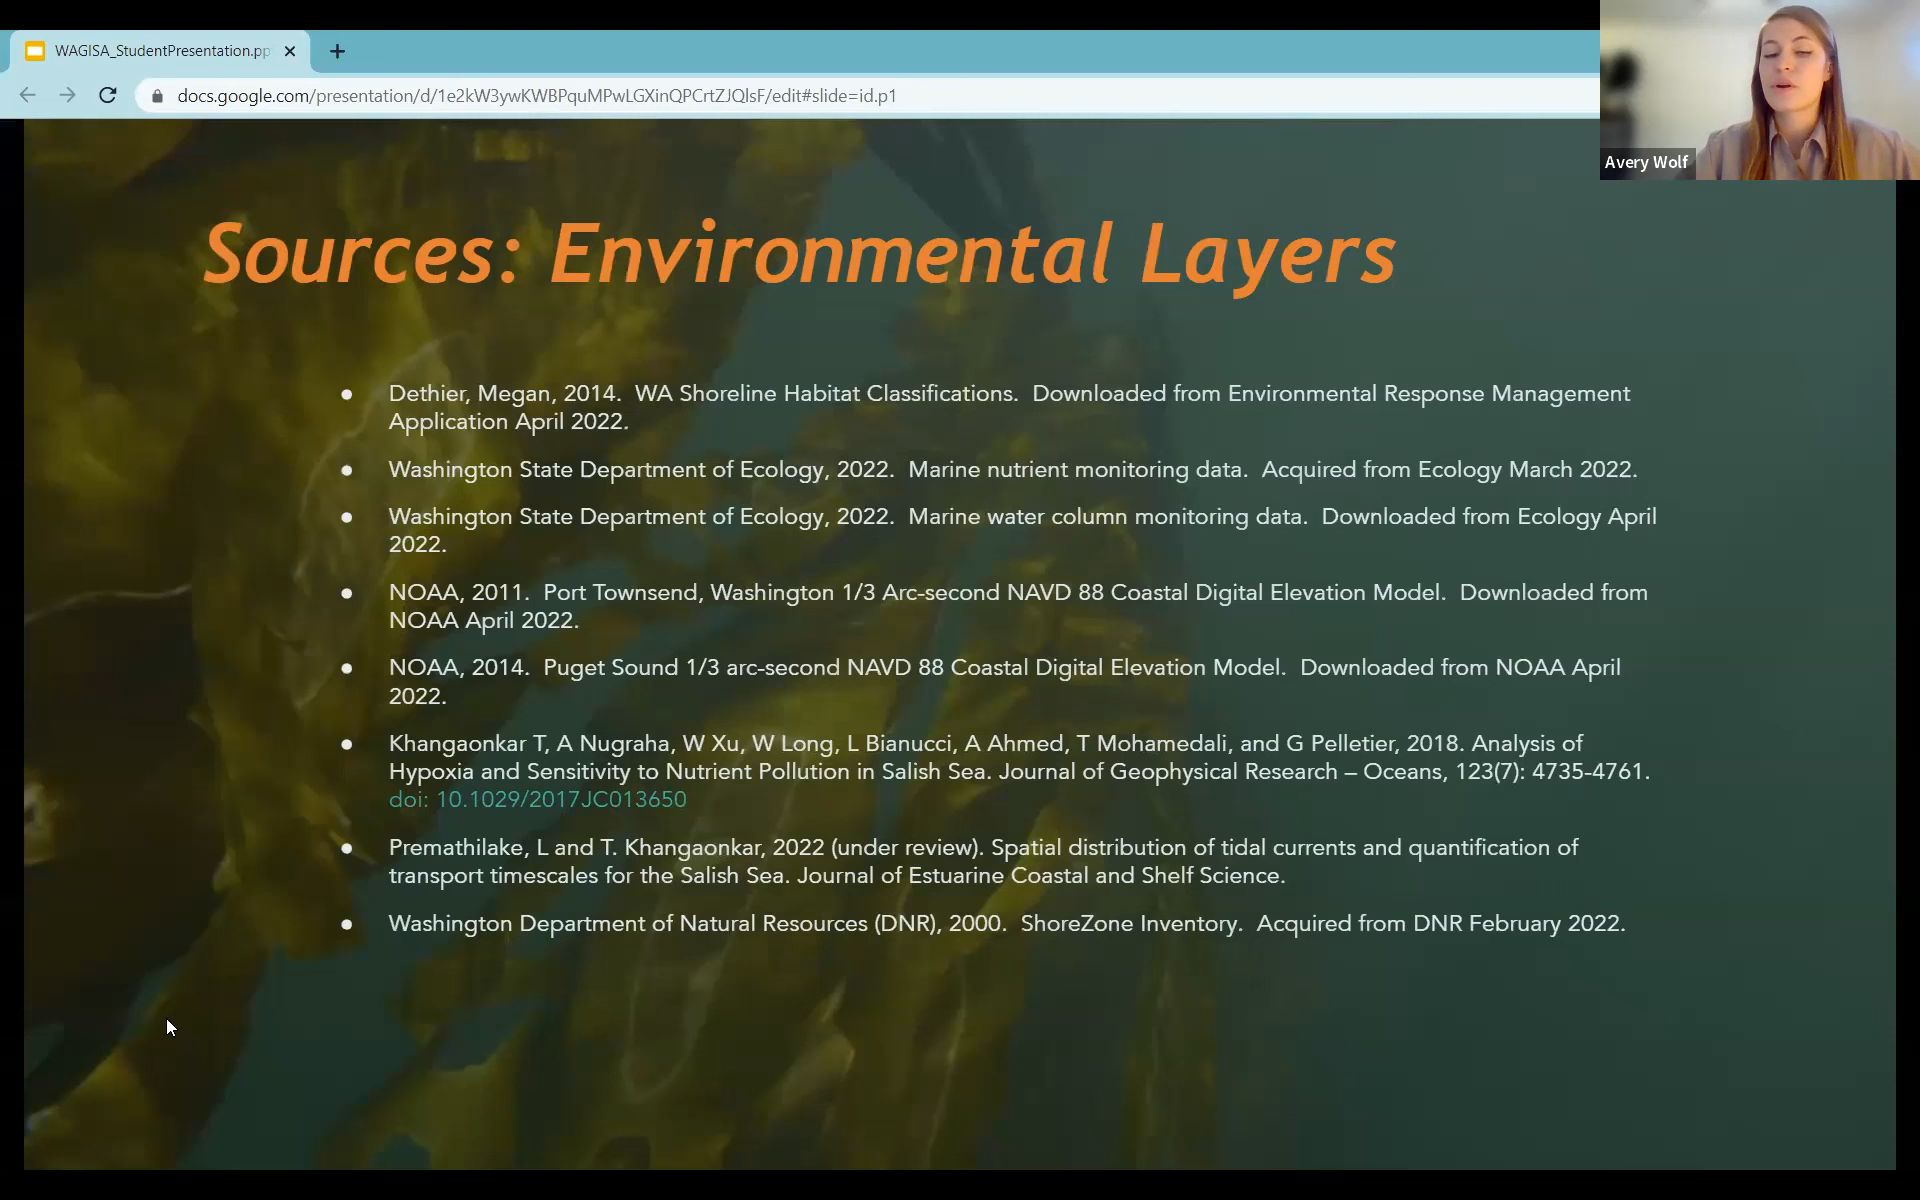 WAGISA_StudentPresentation.pp
docs.google.com/presentation/d/1e2kW3ywKWBPquMPwLGXinQPCrtZJQlsF/edit#slide=id.p1
Avery Wolf
Sources: Environmental Layers
● Dethier, Megan, 2014. WA Shoreline Habitat Classifications. Downloaded from Environmental Response Management
Application April 2022.
● Washington State Department of Ecology, 2022. Marine nutrient monitoring data. Acquired from Ecology March 2022.
● Washington State Department of Ecology, 2022. Marine water column monitoring data. Downloaded from Ecology April
2022.
● NOAA, 2011. Port Townsend, Washington 1/3 Arc-second NAVD 88 Coastal Digital Elevation Model. Downloaded from
NOAA April 2022.
● NOAA, 2014. Puget Sound 1/3 arc-second NAVD 88 Coastal Digital Elevation Model. Downloaded from NOAA April
2022.
● Khangaonkar T, A Nugraha, W Xu, W Long, L Bianucci, A Ahmed, T Mohamedali, and G Pelletier, 2018. Analysis of
Hypoxia and Sensitivity to Nutrient Pollution in Salish Sea. Journal of Geophysical Research – Oceans, 123(7): 4735-4761.
doi: 10.1029/2017JC013650
● Premathilake, L and T. Khangaonkar, 2022 (under review). Spatial distribution of tidal currents and quantification of
transport timescales for the Salish Sea. Journal of Estuarine Coastal and Shelf Science.
● Washington Department of Natural Resources (DNR), 2000. ShoreZone Inventory. Acquired from DNR February 2022.